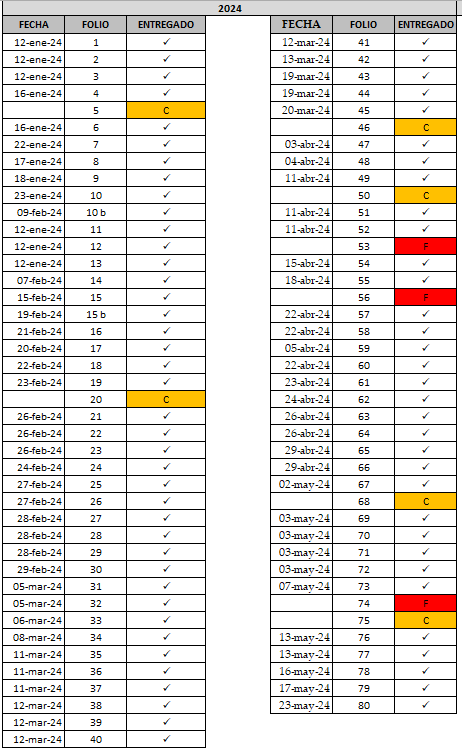 2024
FECHA FOLIO ENTREGADO
12-ene-24 1 ✓
12-ene-24 2 ✓
12-ene-24 3 ✓
16-ene-24 4 ✓
5 C
16-ene-24 6 ✓
22-ene-24 7 ✓
17-ene-24 8 ✓
18-ene-24 9 ✓
23-ene-24 10 ✓
09-feb-24 10 b ✓
12-ene-24 11 ✓
12-ene-24 12 ✓
12-ene-24 13 ✓
07-feb-24 14 ✓
15-feb-24 15 ✓
19-feb-24 15 b ✓
21-feb-24 16 ✓
20-feb-24 17 ✓
22-feb-24 18 ✓
23-feb-24 19 ✓
20 C
26-feb-24 21 ✓
26-feb-24 22 ✓
26-feb-24 23 ✓
24-feb-24 24 ✓
27-feb-24 25 ✓
27-feb-24 26 ✓
28-feb-24 27 ✓
28-feb-24 28 ✓
28-feb-24 29 ✓
29-feb-24 30 ✓
05-mar-24 31 ✓
05-mar-24 32 ✓
06-mar-24 33 ✓
08-mar-24 34 ✓
11-mar-24 35 ✓
11-mar-24 36 ✓
11-mar-24 37 ✓
12-mar-24 38 ✓
12-mar-24 39 ✓
12-mar-24 40 ✓
FECHA FOLIO ENTREGADO
12-mar-24 41 ✓
13-mar-24 42 ✓
19-mar-24 43 ✓
19-mar-24 44 ✓
20-mar-24 45 ✓
46 C
03-abr-24 47 ✓
04-abr-24 48 ✓
11-abr-24 49 ✓
50 C
11-abr-24 51 ✓
11-abr-24 52 ✓
53 F
15-abr-24 54 ✓
18-abr-24 55 ✓
56 F
22-abr-24 57 ✓
22-abr-24 58 ✓
05-abr-24 59 ✓
22-abr-24 60 ✓
23-abr-24 61 ✓
24-abr-24 62 ✓
26-abr-24 63 ✓
26-abr-24 64 ✓
29-abr-24 65 ✓
29-abr-24 66 ✓
02-may-24 67 ✓
68 C
03-may-24 69 ✓
03-may-24 70 ✓
03-may-24 71 ✓
03-may-24 72 ✓
07-may-24 73 ✓
74 F
75 C
13-may-24 76 ✓
13-may-24 77 ✓
16-may-24 78 ✓
17-may-24 79 ✓
23-may-24 80 ✓